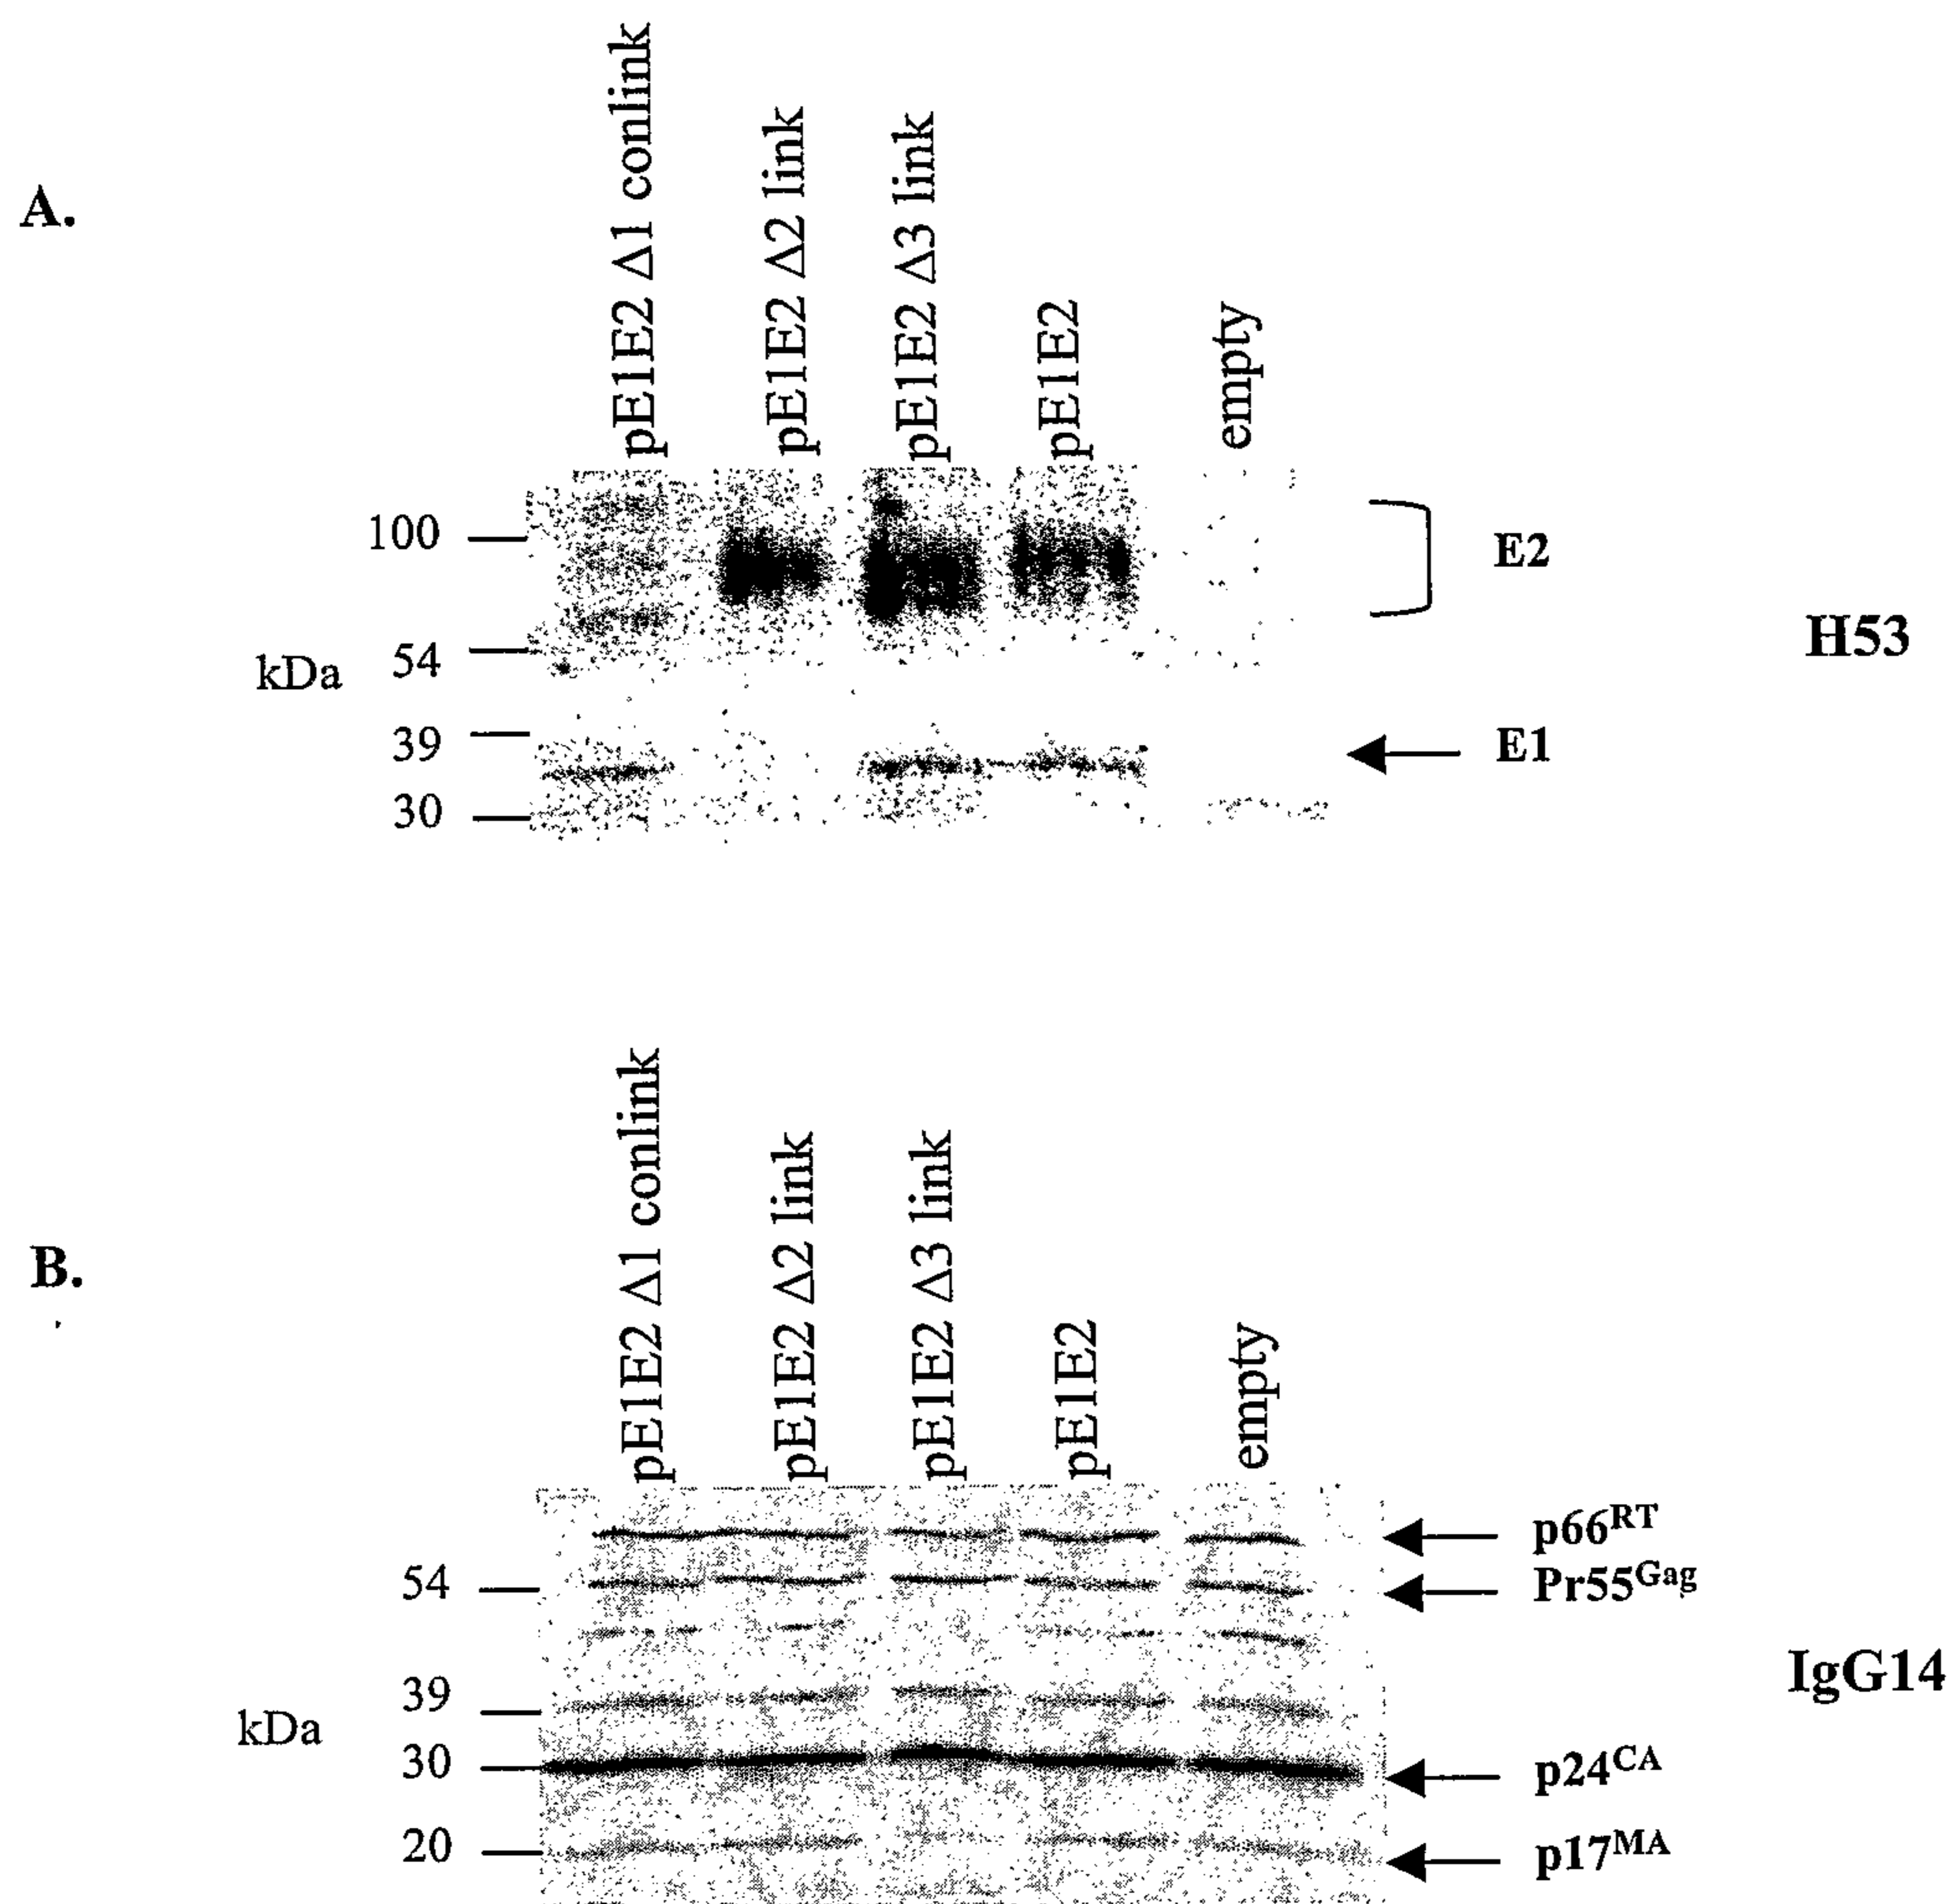 A.
pE1E2 Δ1 conlink
pE1E2 Δ2 link
pE1E2 Δ3 link
pE1E2
empty
100
54
kDa
39
30
E2
E1
H53
B.
pE1E2 Δ1 conlink
pE1E2 Δ2 link
pE1E2 Δ3 link
pE1E2
empty
54
39
kDa
30
20
p66RT
Pr55Gag
p24CA
p17MA
IgG14